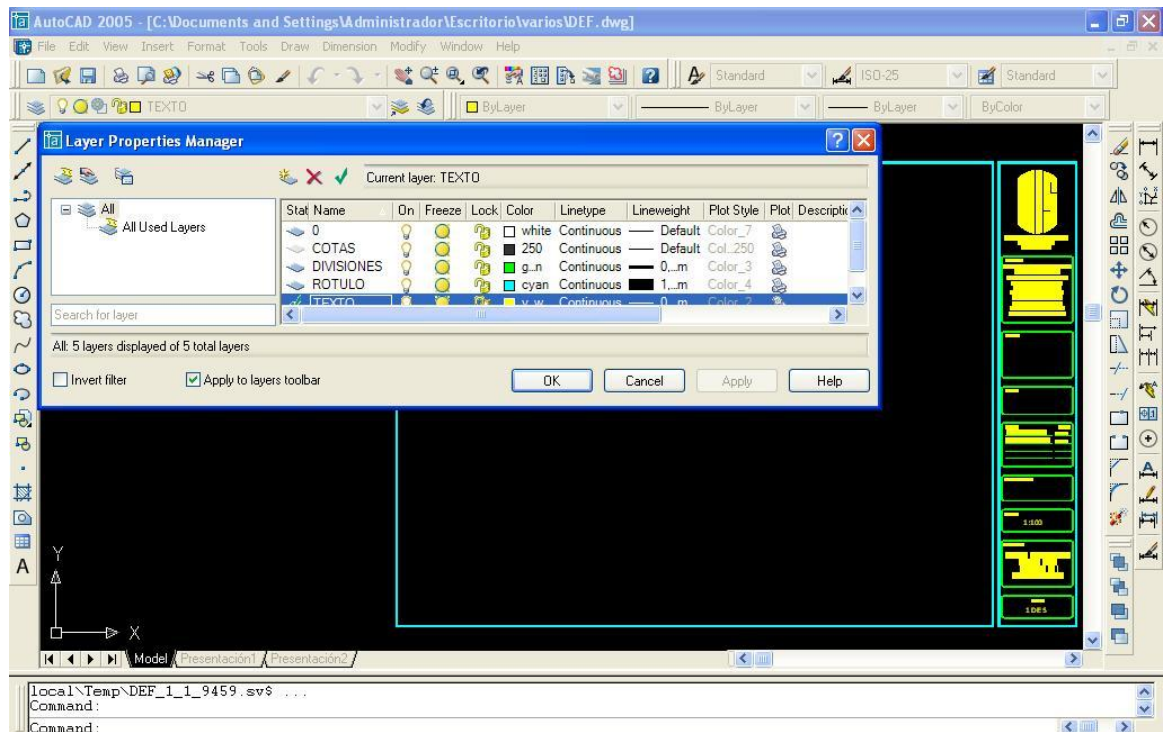 AutoCAD 2005 - [C:\Documents and Settings\Administrador\Escritorio\varios\DEF.dwg]
File Edit View Insert Format Tools Draw Dimension Modify Window Help
Standard ISO-25 Standard
TEXTO ByLayer ByLayer ByLayer ByColor
Layer Properties Manager
Current layer: TEXTO
All
All Used Layers
Stat Name On Freeze Lock Color Linetype Lineweight Plot Style Plot Descriptic
0 white Continuous Default Color_7
COTAS 250 Continuous Default Col..250
DIVISIONES g...n Continuous 0,...m Color_3
ROTULO cyan Continuous 1,...m Color_4
TEXTO y...w Continuous 0...m Color_2
Search for layer
All: 5 layers displayed of 5 total layers
Invert filter Apply to layers toolbar OK Cancel Apply Help
1:100
1DES
A
Y
X
Model Presentación1 Presentación2
local\Temp\DEF_1_1_9459.sv$ ...
Command:
Command: